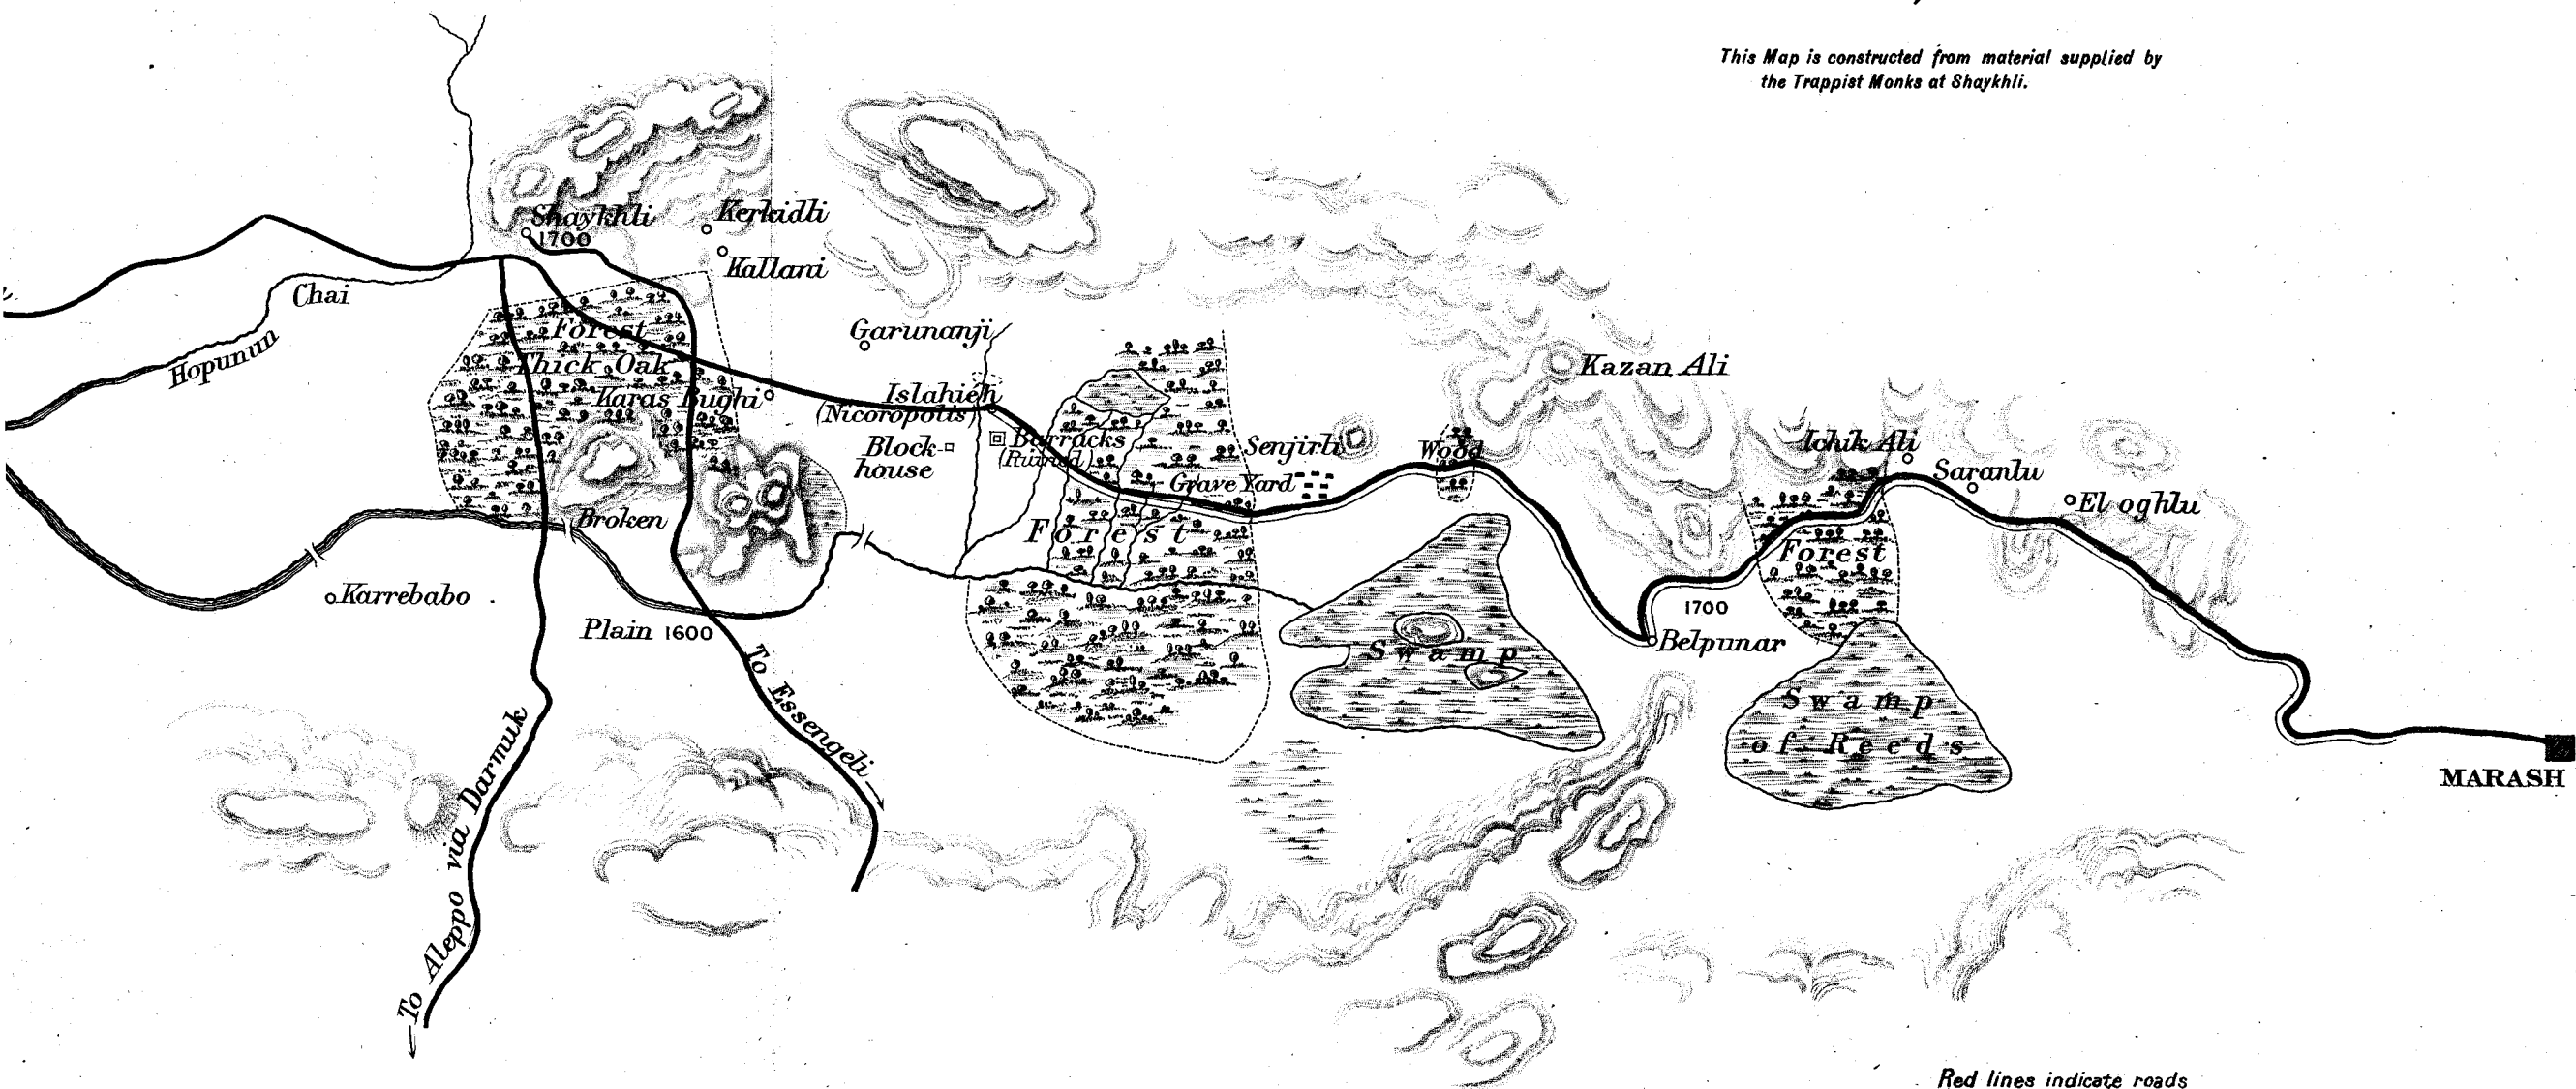 This Map is constructed from material supplied by
the Trappist Monks at Shaykhli.
Shaykhli
1700
Kerkidli
Kallani
Chai
Hopunun
Forest
Thick Oak
Karas Bughi
Garunanji
Islahieh
(Nicoropolis)
Block-
house
Barracks
(Ruined)
Senjirli
Grave Yard
Wood
Kazan Ali
Ichik Ali
Saranlu
El oghlu
Broken
Forest
Forest
Karrebabo
Plain 1600
1700
Belpunar
Swamp
Swamp
of Reeds
To Essengeli
To Aleppo via Darmuk
MARASH
Red lines indicate roads